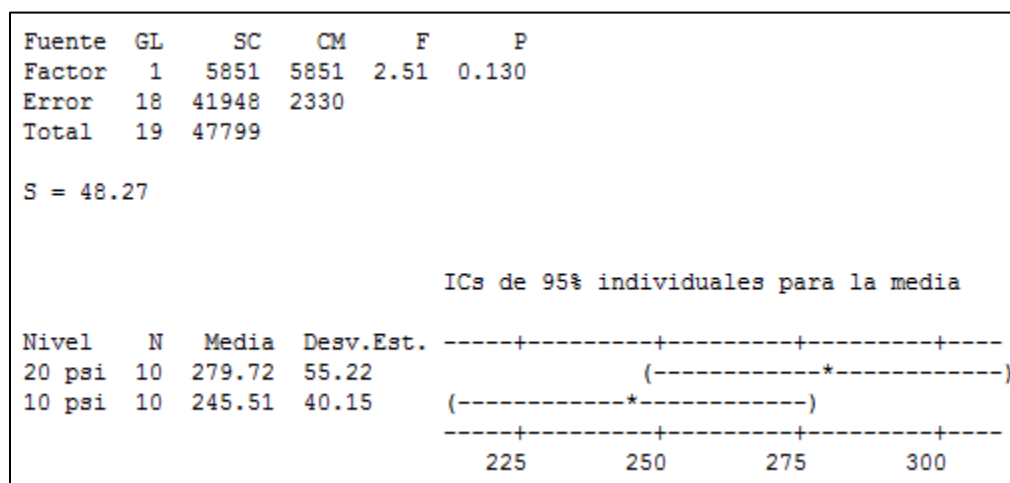 Fuente  GL     SC    CM     F      P
Factor   1   5851  5851  2.51  0.130
Error   18  41948  2330
Total   19  47799
S = 48.27
ICs de 95% individuales para la media
Nivel    N   Media  Desv.Est.  -----+---------+---------+---------+----
20 psi  10  279.72  55.22                    (------------*------------)
10 psi  10  245.51  40.15      (------------*------------)
-----+---------+---------+---------+----
225       250       275       300